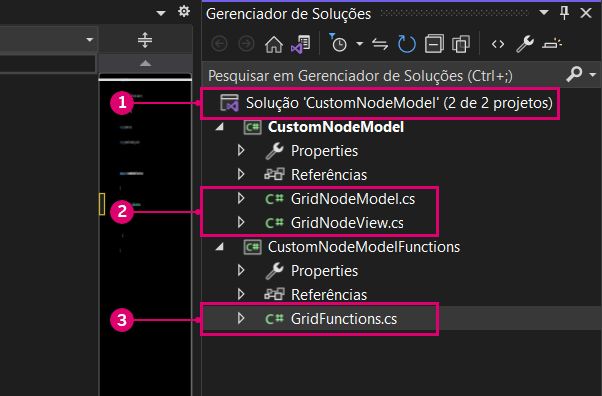 Gerenciador de Soluções
Pesquisar em Gerenciador de Soluções (Ctrl+;)
1
Solução 'CustomNodeModel' (2 de 2 projetos)
C# CustomNodeModel
Properties
Referências
2
C# GridNodeModel.cs
C# GridNodeView.cs
C# CustomNodeModelFunctions
Properties
Referências
3
C# GridFunctions.cs